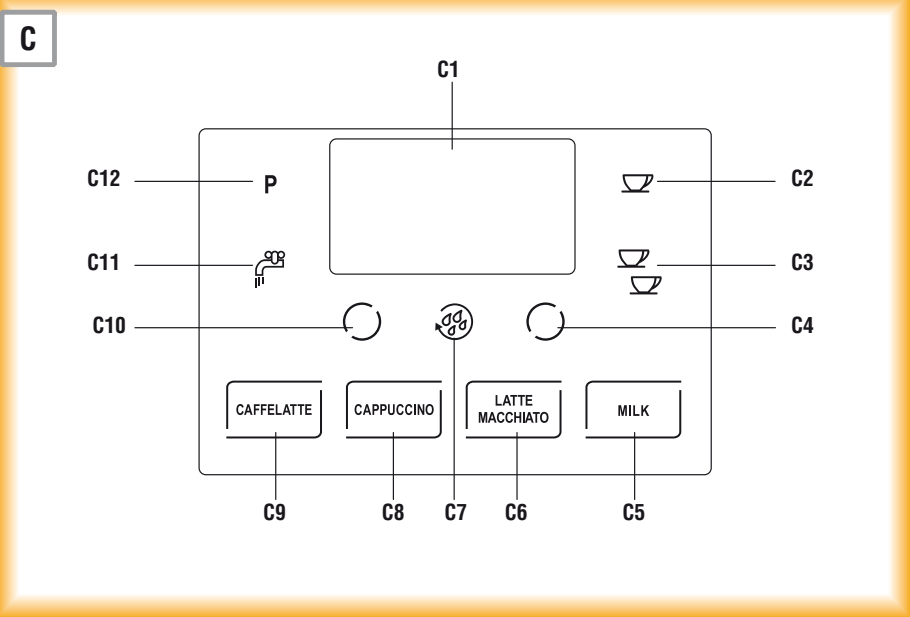 C
C1
C12
P
C2
C11
C3
C10
C4
CAFFELATTE
CAPPUCCINO
LATTE
MACCHIATO
MILK
C9
C8
C7
C6
C5